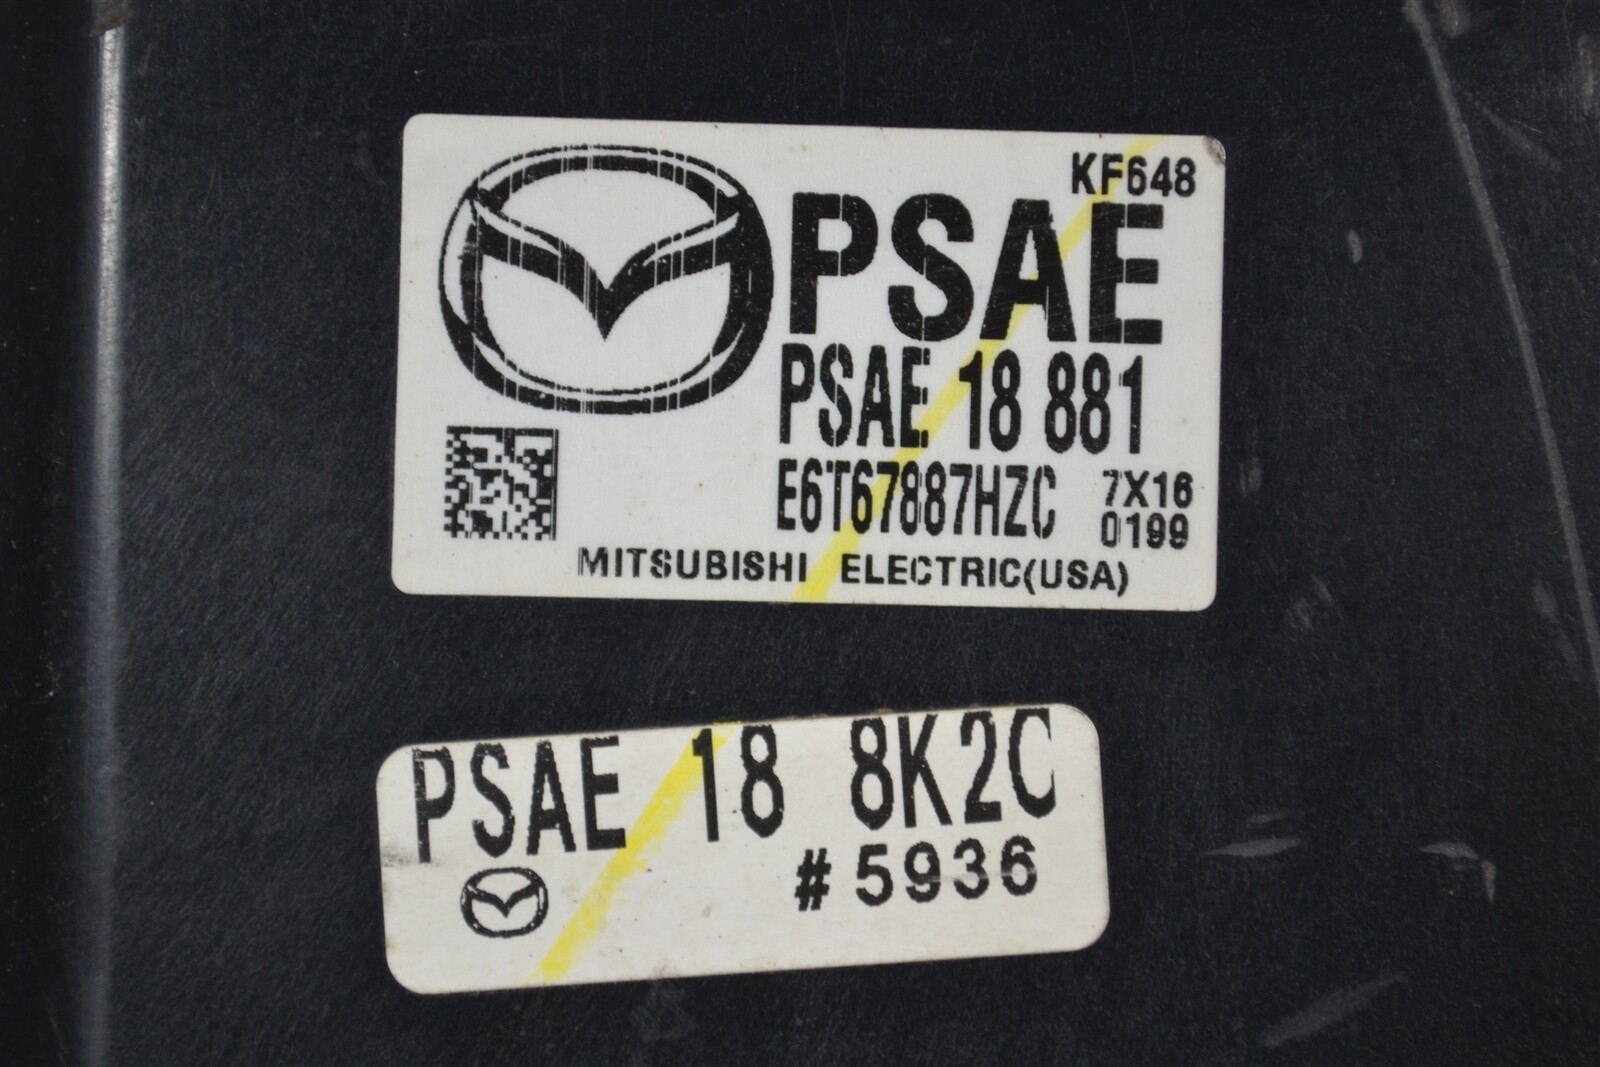 KF648
PSAE
PSAE 18 881
E6T67887HZC 7X16
0199
MITSUBISHI ELECTRIC(USA)
PSAE 18 8K2C
#5936